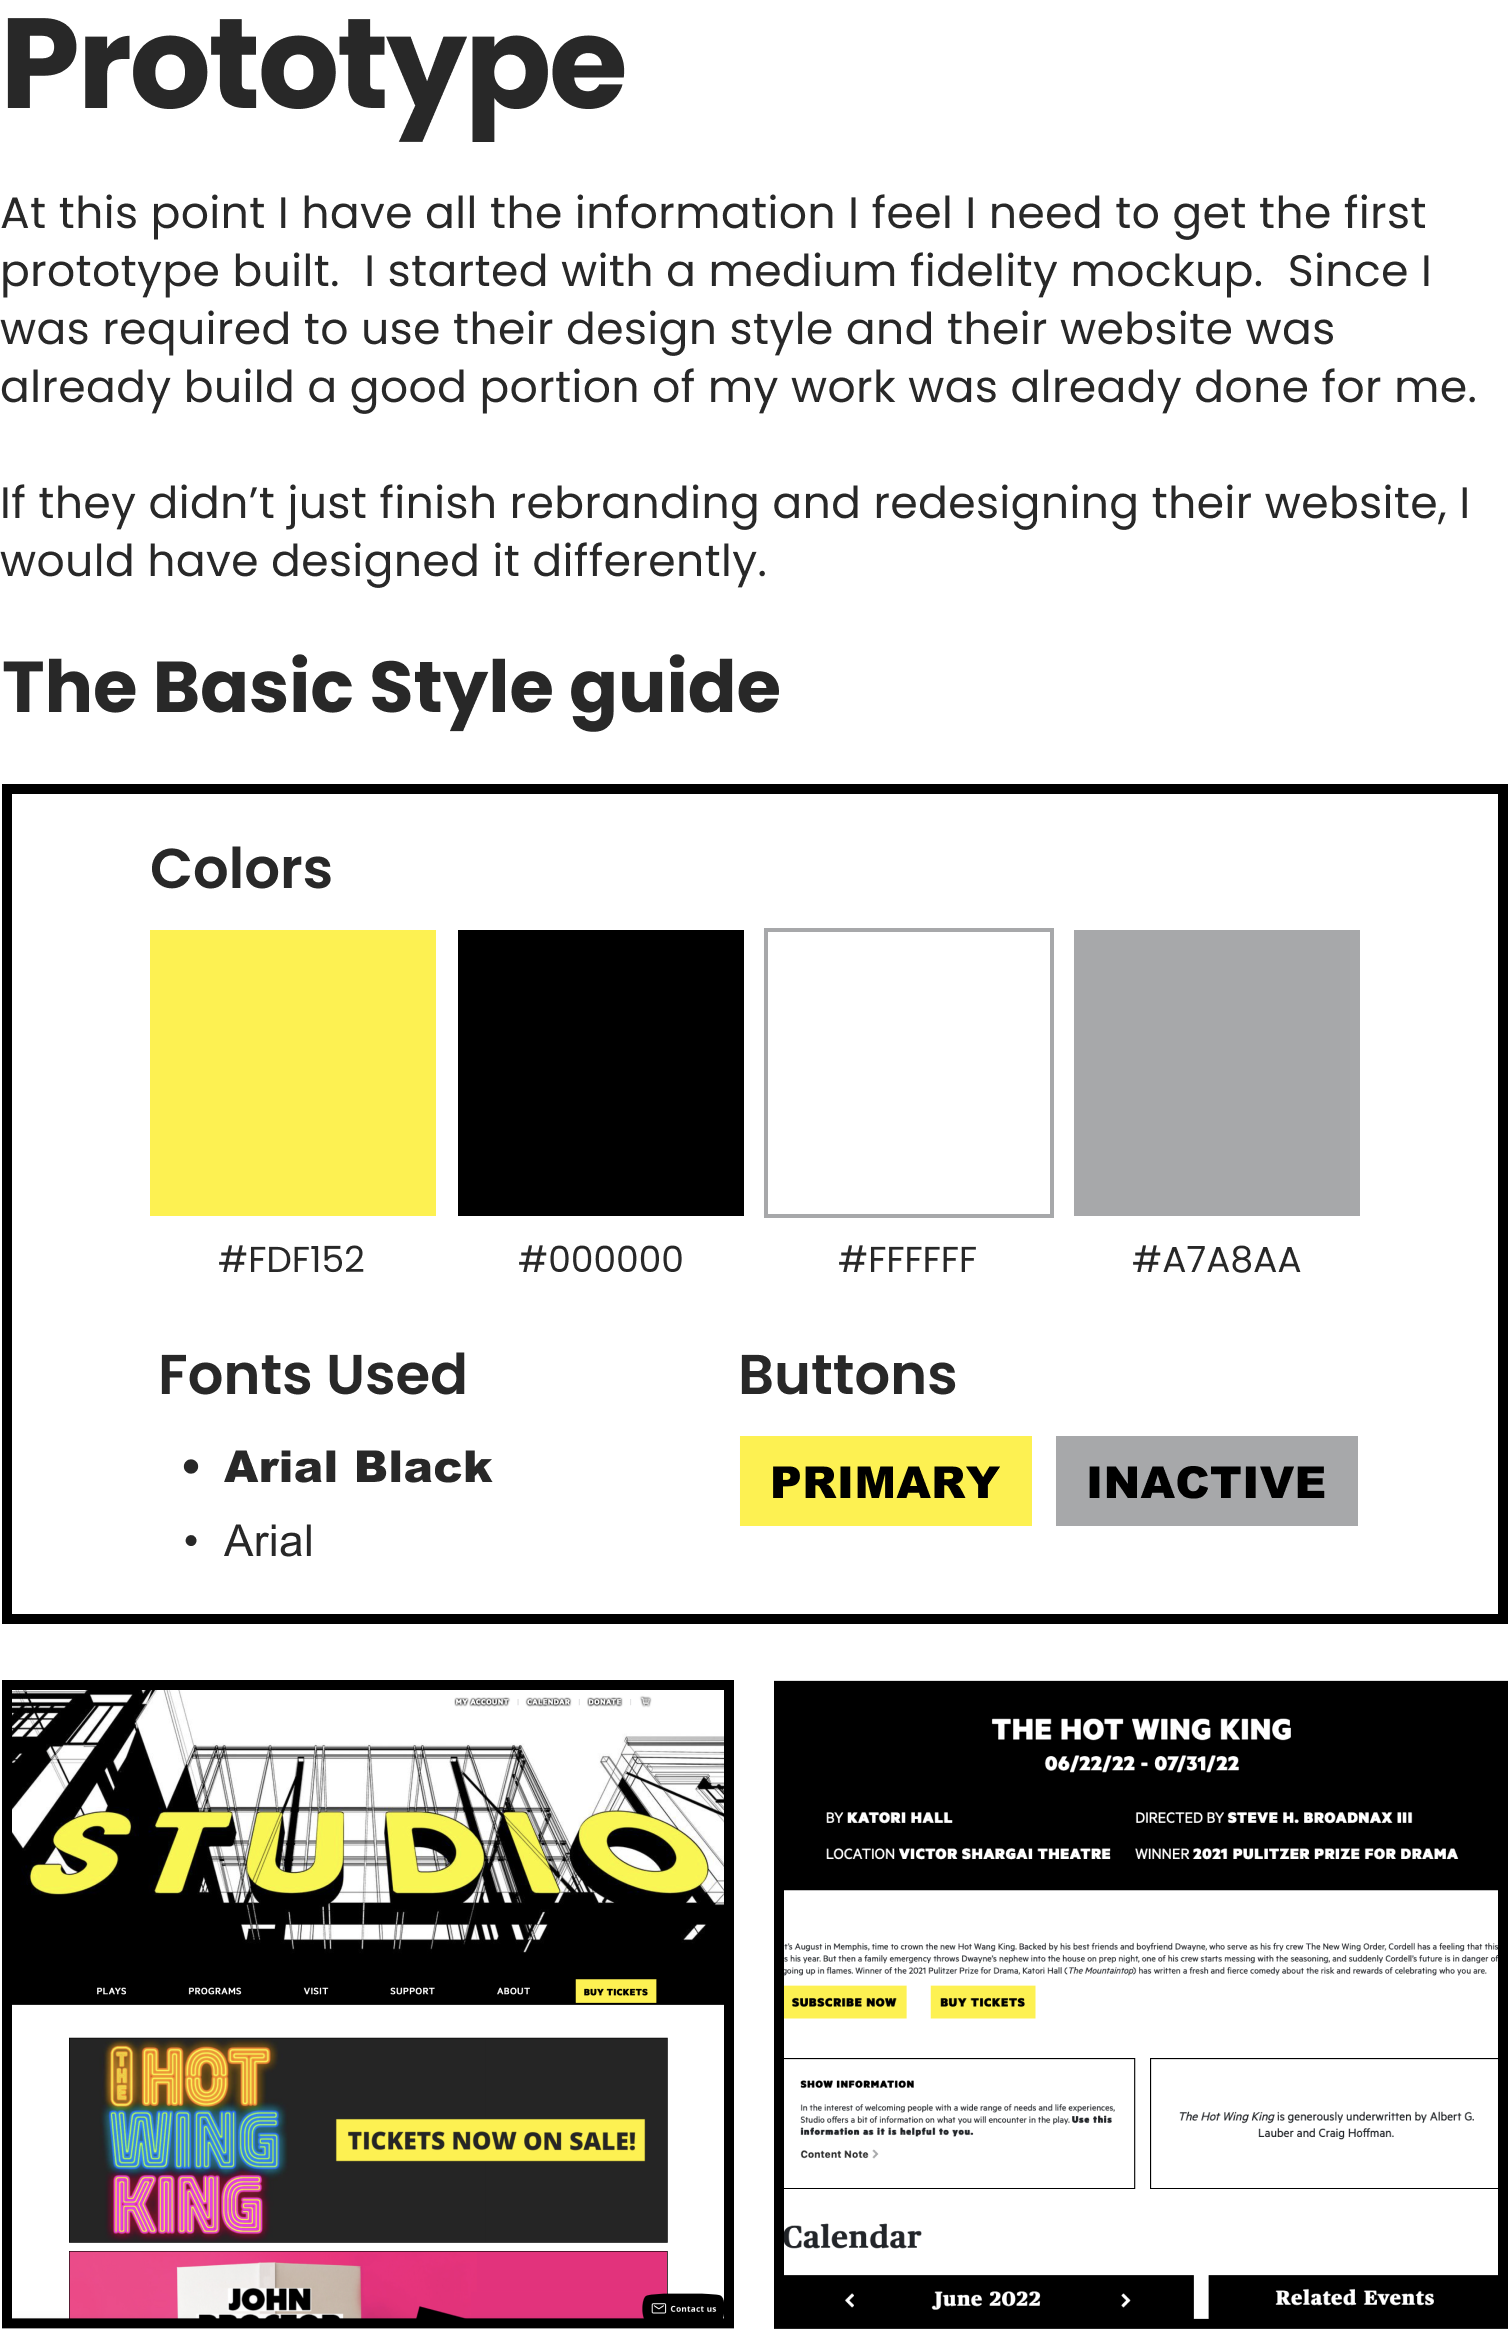 Prototype
At this point I have all the information I feel I need to get the first
prototype built.  I started with a medium fidelity mockup.  Since I
was required to use their design style and their website was
already build a good portion of my work was already done for me.
If they didn’t just finish rebranding and redesigning their website, I
would have designed it differently.
The Basic Style guide
Colors
#FDF152 #000000 #FFFFFF #A7A8AA
Fonts Used
• Arial Black
• Arial
Buttons
PRIMARY INACTIVE
MY ACCOUNT | CALENDAR | DONATE |
STUDIO
PLAYS PROGRAMS VISIT SUPPORT ABOUT BUY TICKETS
THE HOT
WING
KING
TICKETS NOW ON SALE!
JOHN
PROCTOR
Contact us
THE HOT WING KING
06/22/22 - 07/31/22
BY KATORI HALL DIRECTED BY STEVE H. BROADNAX III
LOCATION VICTOR SHARGAI THEATRE WINNER 2021 PULITZER PRIZE FOR DRAMA
t's August in Memphis, time to crown the new Hot Wang King. Backed by his best friends and boyfriend Dwayne, who serve as his fry crew The New Wing Order, Cordell has a feeling that this
s his year. But then a family emergency throws Dwayne's nephew into the house on prep night, one of his crew starts messing with the seasoning, and suddenly Cordell's future is in danger of
going up in flames. Winner of the 2021 Pulitzer Prize for Drama, Katori Hall (The Mountaintop) has written a fresh and fierce comedy about the risk and rewards of celebrating who you are.
SUBSCRIBE NOW BUY TICKETS
SHOW INFORMATION
In the interest of welcoming people with a wide range of needs and life experiences,
Studio offers a bit of information on what you will encounter in the play. Use this
information as it is helpful to you.
Content Note >
The Hot Wing King is generously underwritten by Albert G.
Lauber and Craig Hoffman.
Calendar
< June 2022 >
Related Events